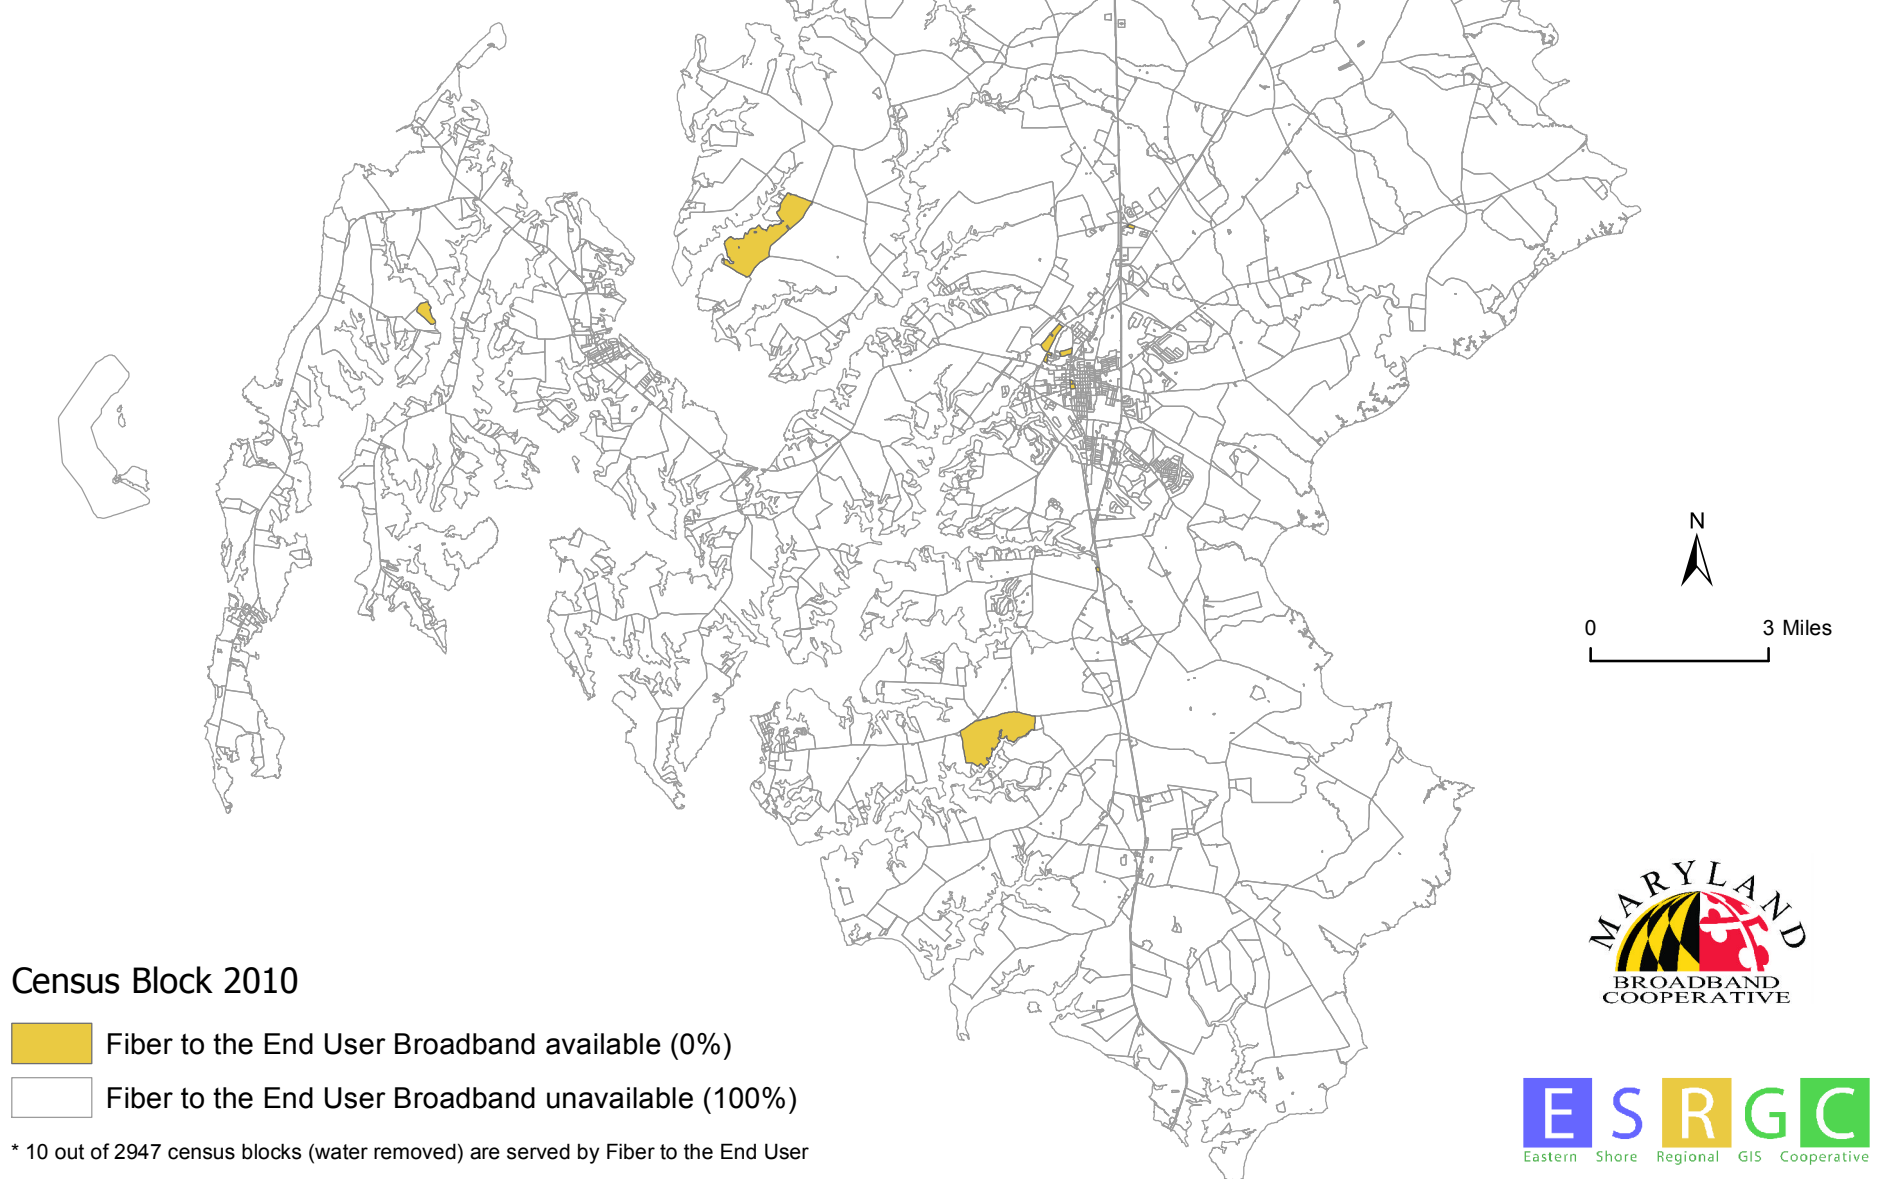 N
0 3 Miles
MARYLAND
BROADBAND
COOPERATIVE
Census Block 2010
Fiber to the End User Broadband available (0%)
Fiber to the End User Broadband unavailable (100%)
* 10 out of 2947 census blocks (water removed) are served by Fiber to the End User
ESRGC
Eastern Shore Regional GIS Cooperative